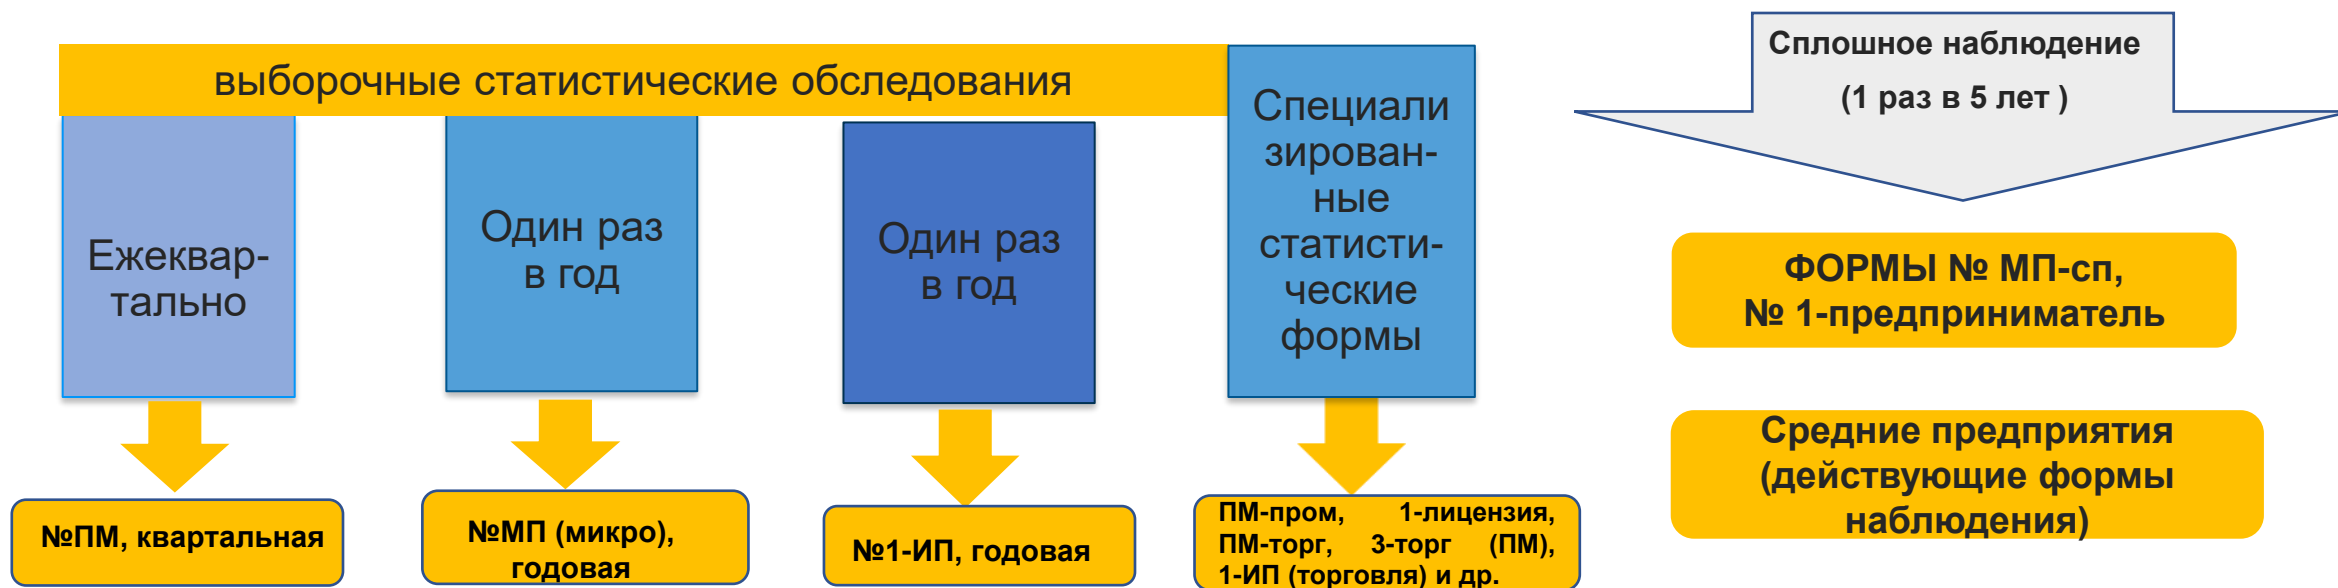 выборочные статистические обследования
Ежеквар-
тально
Один раз
в год
Один раз
в год
Специали
зирован-
ные
статисти-
ческие
формы
№ПМ, квартальная
№МП (микро),
годовая
№1-ИП, годовая
ПМ-пром, 1-лицензия,
ПМ-торг, 3-торг (ПМ),
1-ИП (торговля) и др.
Сплошное наблюдение
(1 раз в 5 лет )
ФОРМЫ № МП-сп,
№ 1-предприниматель
Средние предприятия
(действующие формы
наблюдения)